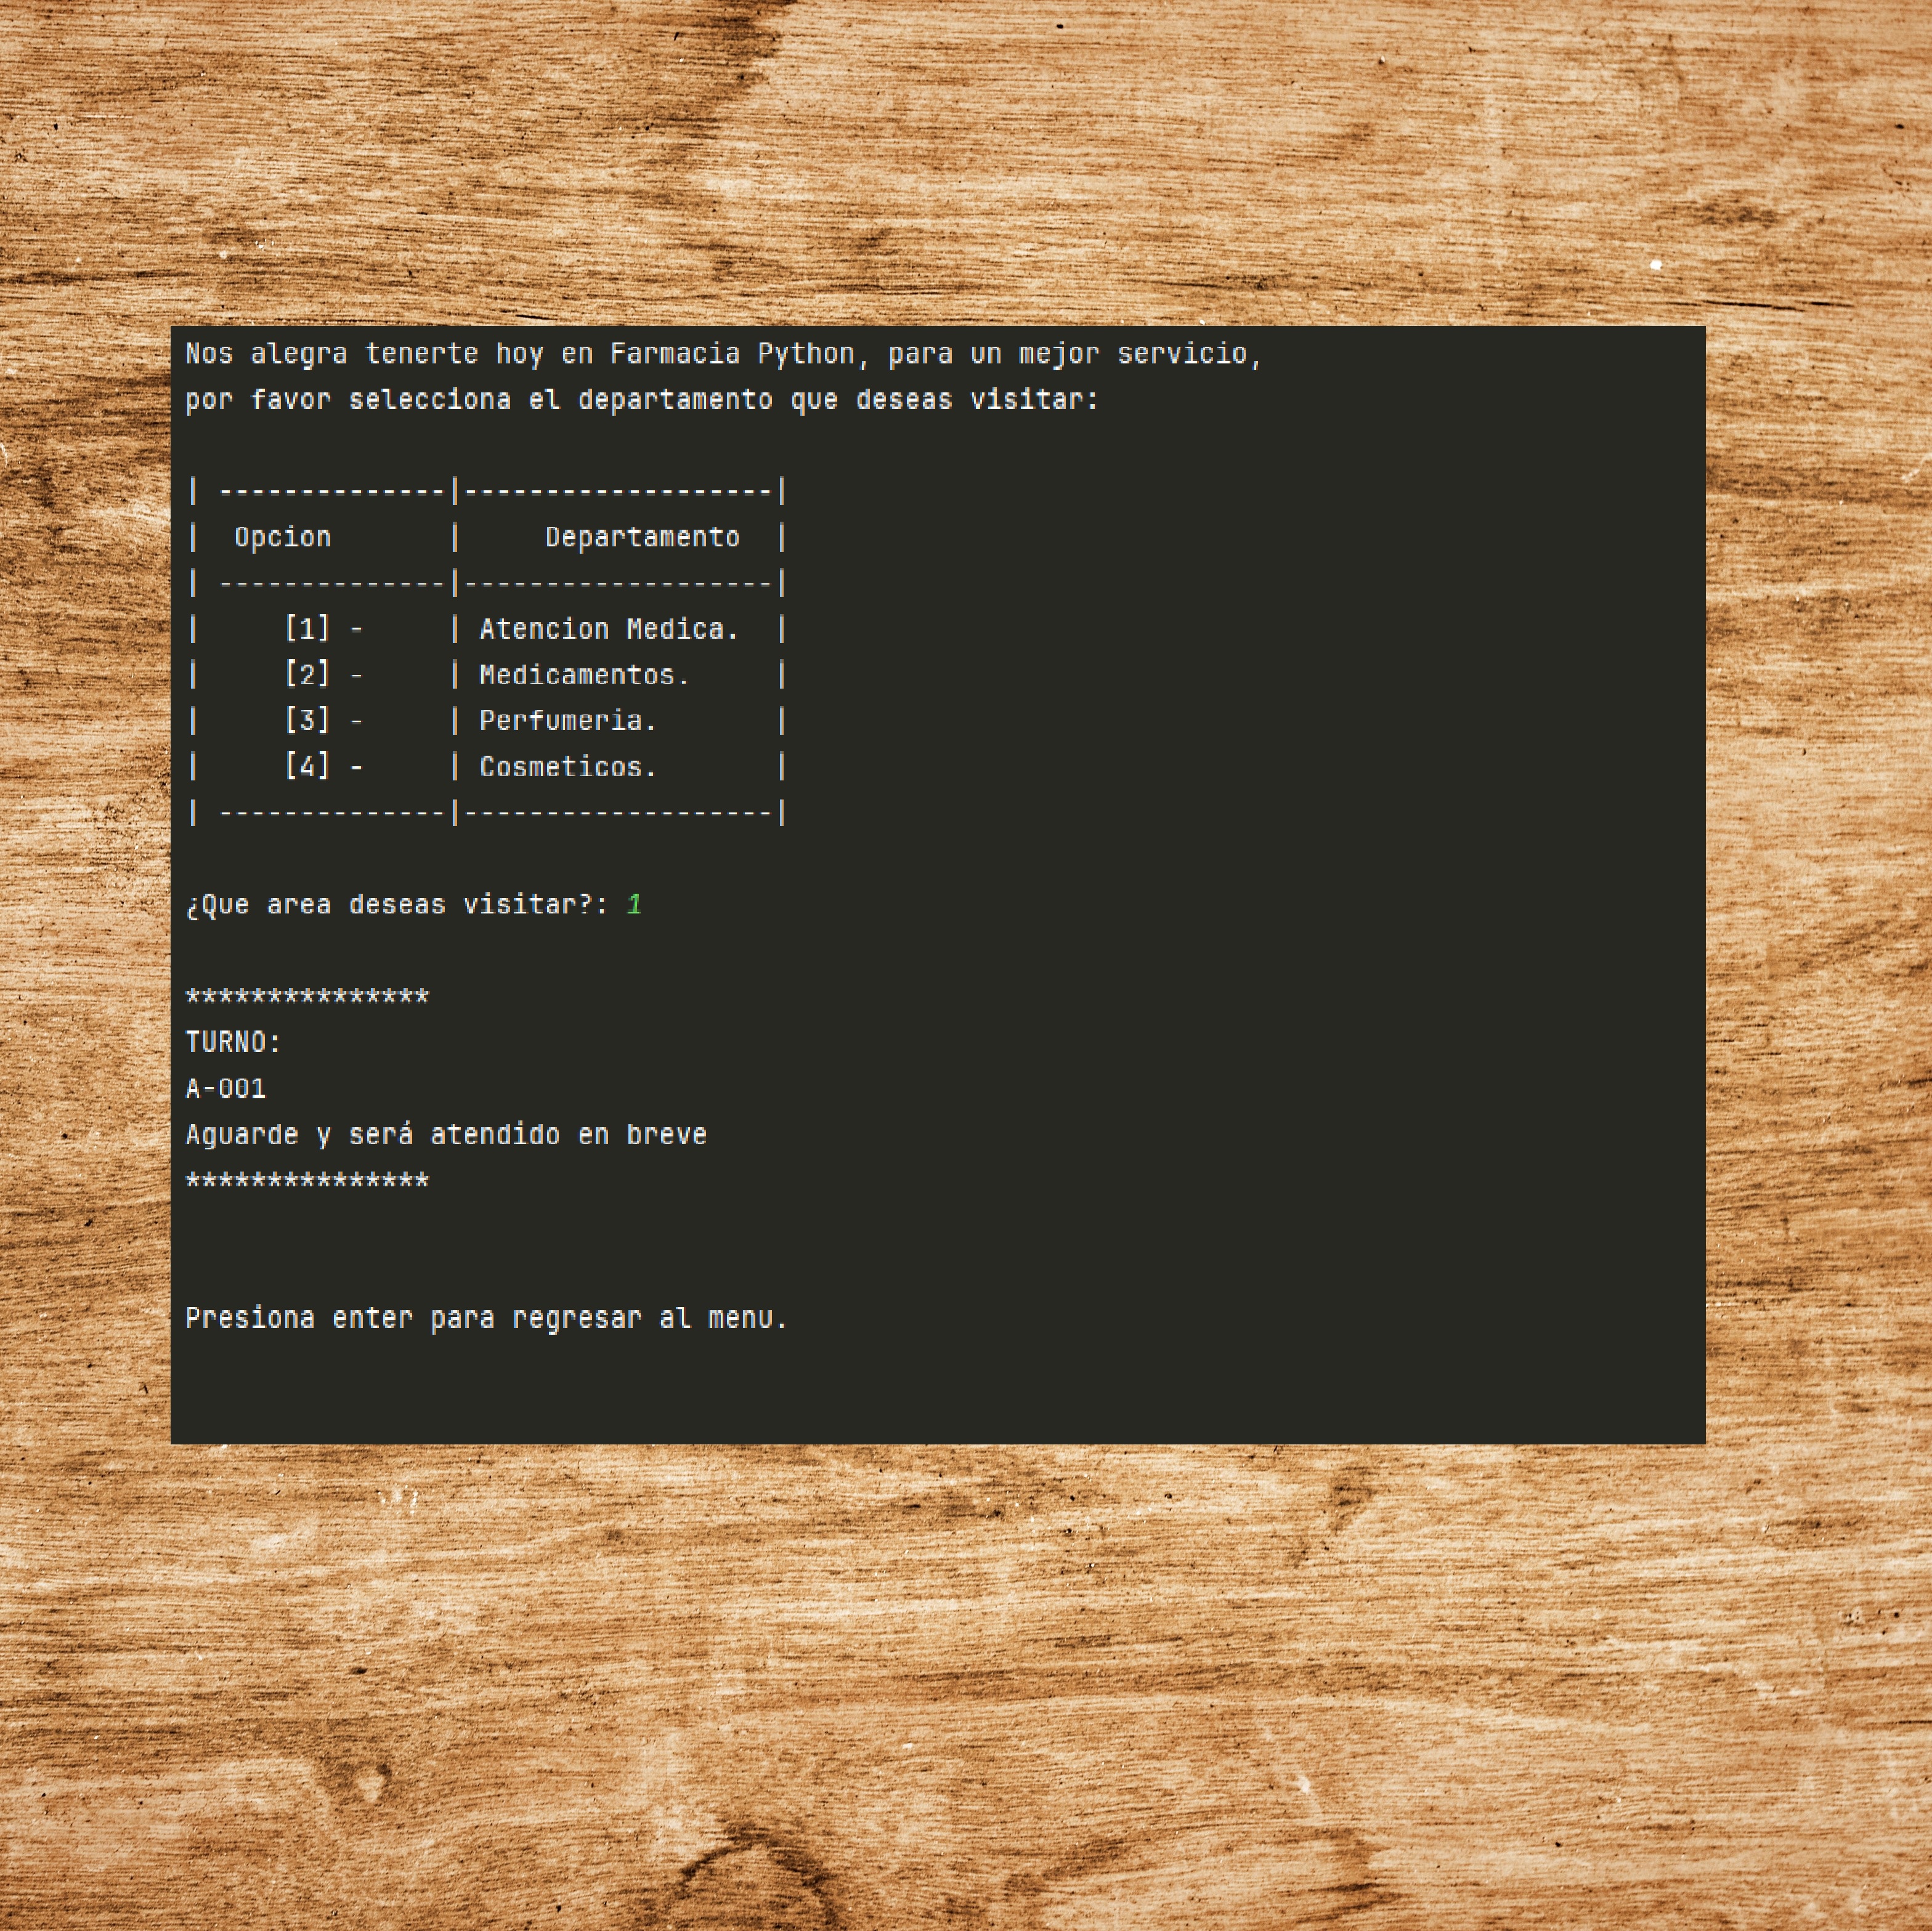 Nos alegra tenerte hoy en Farmacia Python, para un mejor servicio,
por favor selecciona el departamento que deseas visitar:
| --------------|-------------------|
|  Opcion       |     Departamento  |
| --------------|-------------------|
|     [1] -     | Atencion Medica.  |
|     [2] -     | Medicamentos.     |
|     [3] -     | Perfumeria.       |
|     [4] -     | Cosmeticos.       |
| --------------|-------------------|
¿Que area deseas visitar?: 1
***************
TURNO:
A-001
Aguarde y será atendido en breve
***************
Presiona enter para regresar al menu.